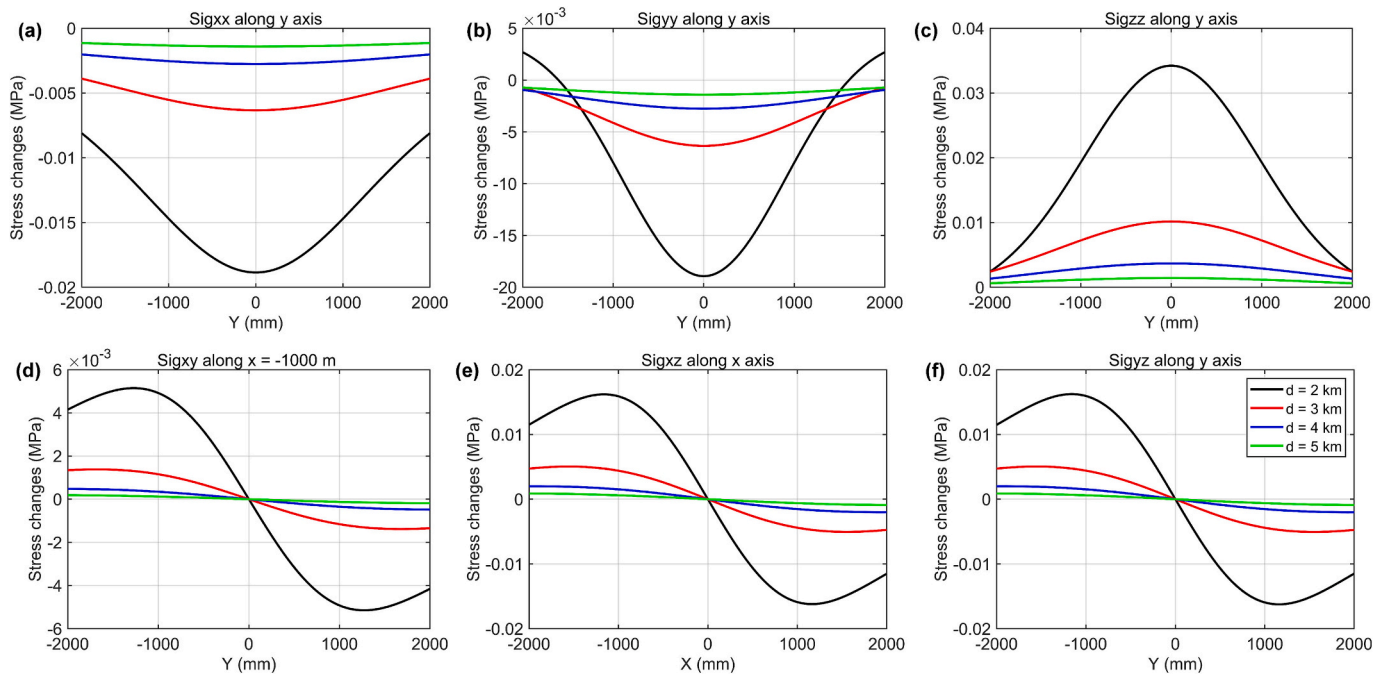 (a)
Sigxx along y axis
0
-0.005
-0.01
-0.015
-0.02
Stress changes (MPa)
-2000 -1000 0 1000 2000
Y (mm)
(b)
×10-3
Sigyy along y axis
5
0
-5
-10
-15
-20
Stress changes (MPa)
-2000 -1000 0 1000 2000
Y (mm)
(c)
Sigzz along y axis
0.04
0.03
0.02
0.01
0
Stress changes (MPa)
-2000 -1000 0 1000 2000
Y (mm)
(d)
×10-3
Sigxy along x = -1000 m
6
4
2
0
-2
-4
-6
Stress changes (MPa)
-2000 -1000 0 1000 2000
Y (mm)
(e)
Sigxz along x axis
0.02
0.01
0
-0.01
-0.02
Stress changes (MPa)
-2000 -1000 0 1000 2000
X (mm)
(f)
Sigyz along y axis
0.02
0.01
0
-0.01
-0.02
Stress changes (MPa)
-2000 -1000 0 1000 2000
Y (mm)
d = 2 km
d = 3 km
d = 4 km
d = 5 km